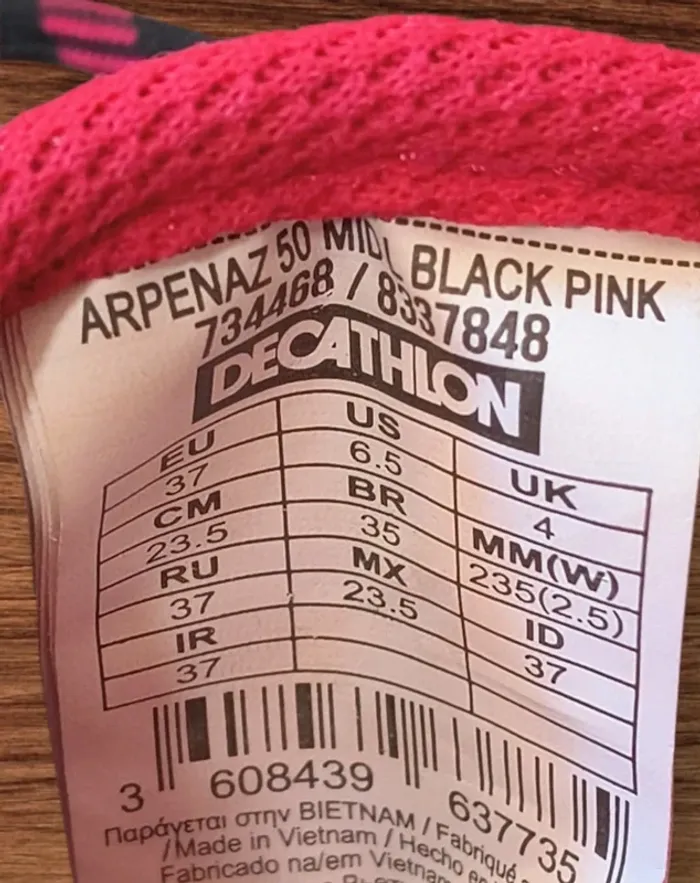 ARPENAZ 50 MID L BLACK PINK
734468 / 8337848
DECATHLON
EU US UK
37 6.5 4
CM BR MM(W)
23.5 35 235(2.5)
RU MX ID
37 23.5 37
IR
37
3 608439 637735
Παράγεται στην ΒΙΕΤΝΑΜ / Fabriqué
/Made in Vietnam / Hecho en
Fabricado na/em Vietnam